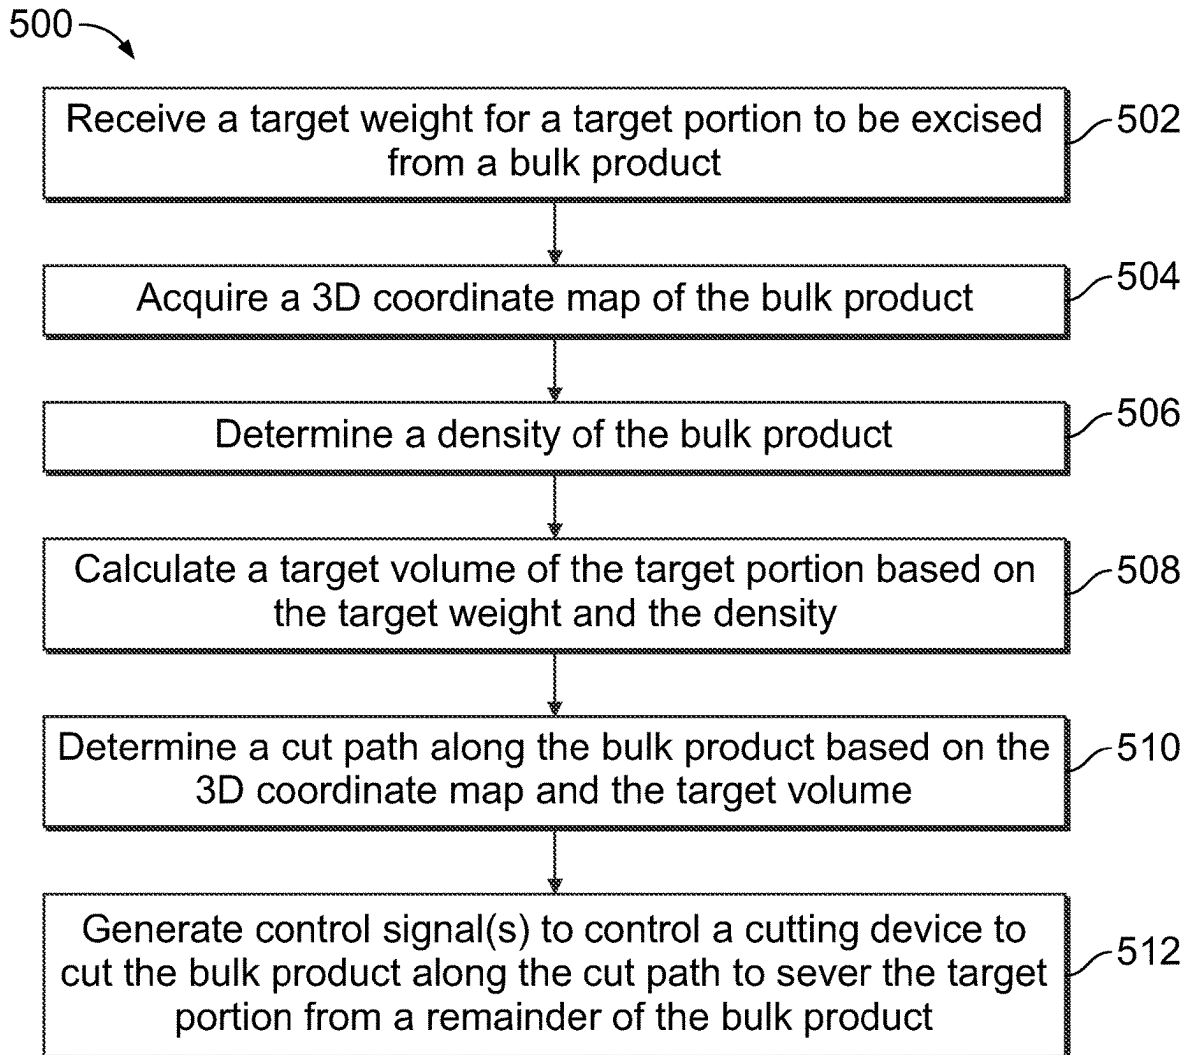 500
Receive a target weight for a target portion to be excised
from a bulk product
502
Acquire a 3D coordinate map of the bulk product
504
Determine a density of the bulk product
506
Calculate a target volume of the target portion based on
the target weight and the density
508
Determine a cut path along the bulk product based on the
3D coordinate map and the target volume
510
Generate control signal(s) to control a cutting device to
cut the bulk product along the cut path to sever the target
portion from a remainder of the bulk product
512